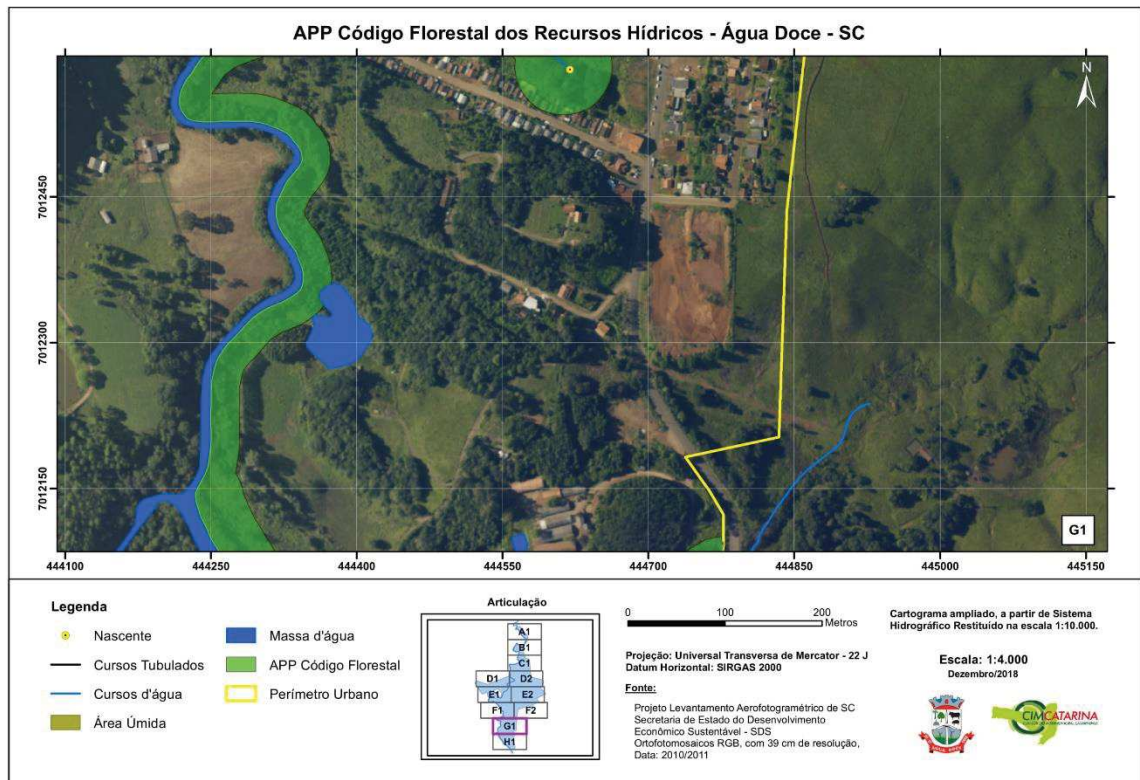 APP Código Florestal dos Recursos Hídricos - Água Doce - SC
N
7012450
7012300
7012150
G1
444100 444250 444400 444550 444700 444850 445000 445150
Legenda
Nascente
Cursos Tubulados
Cursos d'água
Área Úmida
Massa d'água
APP Código Florestal
Perímetro Urbano
Articulação
A1
B1
C1
D1 D2
E1 E2
F1 F2
G1
H1
0 100 200
Metros
Projeção: Universal Transversa de Mercator - 22 J
Datum Horizontal: SIRGAS 2000
Fonte:
Projeto Levantamento Aerofotogramétrico de SC
Secretaria de Estado do Desenvolvimento
Econômico Sustentável - SDS
Ortofotomosaicos RGB, com 39 cm de resolução,
Data: 2010/2011
Cartograma ampliado, a partir de Sistema
Hidrográfico Restituído na escala 1:10.000.
Escala: 1:4.000
Dezembro/2018
CIMCATARINA